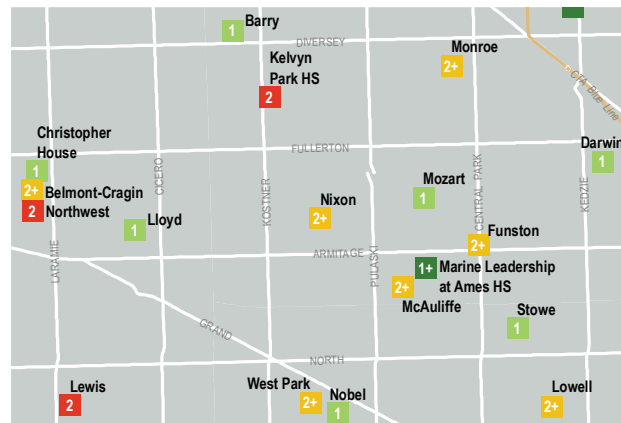 Barry
1
DIVERSEY
Monroe
2+
Kelvyn
Park HS
2
CTA Blue Line
Christopher
House
1
FULLERTON
Darwin
1
CICERO
2+
Belmont-Cragin
2
Northwest
Lloyd
1
KOSTNER
Nixon
2+
Mozart
1
CENTRAL PARK
KEDZIE
Funston
2+
LARAMIE
ARMITAGE
PULASKI
1+
Marine Leadership
at Ames HS
2+
McAuliffe
Stowe
1
GRAND
NORTH
Lewis
2
West Park
2+
Nobel
1
Lowell
2+